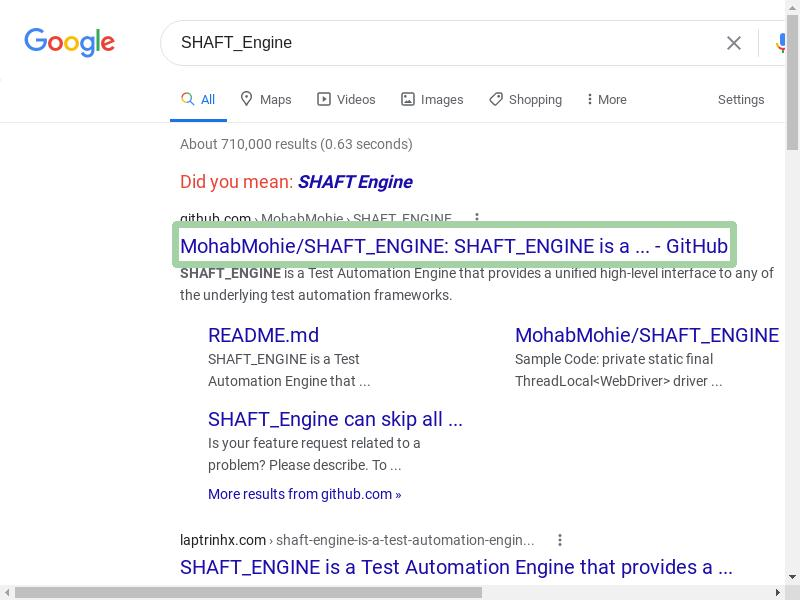 Google
SHAFT_Engine
All Maps Videos Images Shopping More Settings
About 710,000 results (0.63 seconds)
Did you mean: SHAFT Engine
github.com › MohabMohie › SHAFT_ENGINE
MohabMohie/SHAFT_ENGINE: SHAFT_ENGINE is a ... - GitHub
SHAFT_ENGINE is a Test Automation Engine that provides a unified high-level interface to any of
the underlying test automation frameworks.
README.md
SHAFT_ENGINE is a Test
Automation Engine that ...
MohabMohie/SHAFT_ENGINE
Sample Code: private static final
ThreadLocal<WebDriver> driver ...
SHAFT_Engine can skip all ...
Is your feature request related to a
problem? Please describe. To ...
More results from github.com »
laptrinhx.com › shaft-engine-is-a-test-automation-engin...
SHAFT_ENGINE is a Test Automation Engine that provides a ...